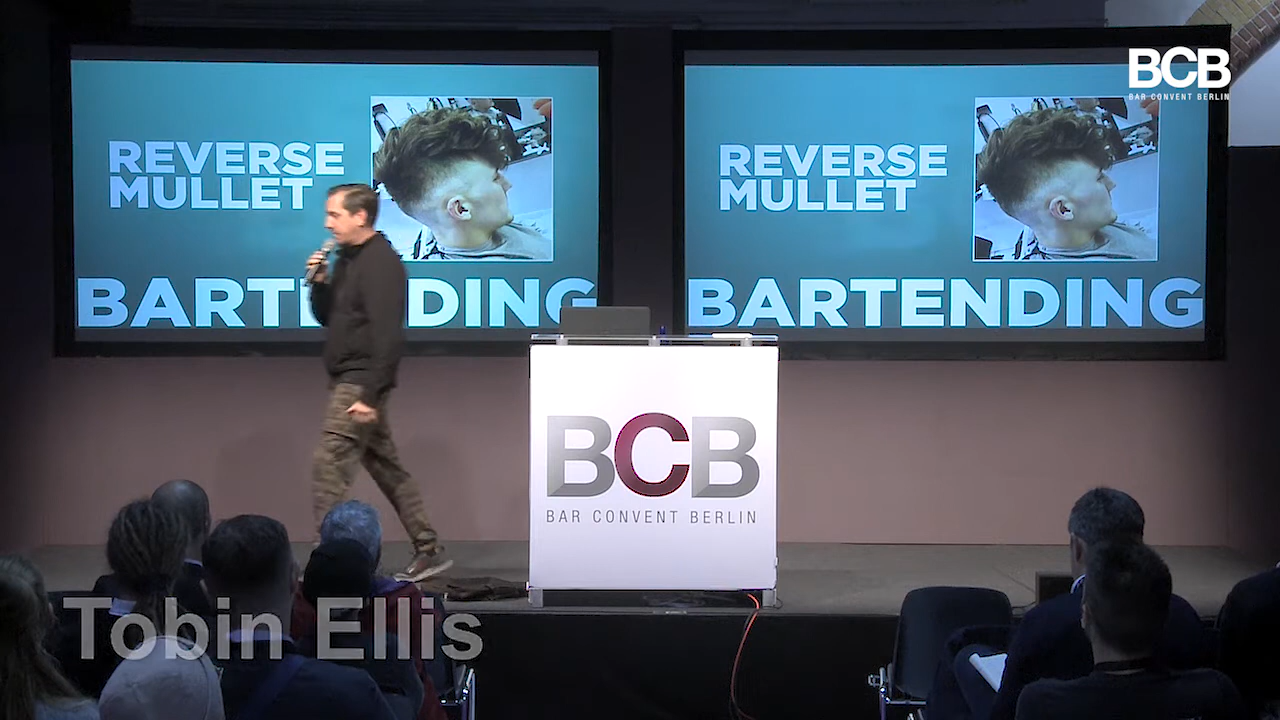 BCB
BAR CONVENT BERLIN
REVERSE
MULLET
BARTENDING
REVERSE
MULLET
BARTENDING
BCB
BAR CONVENT BERLIN
Tobin Ellis